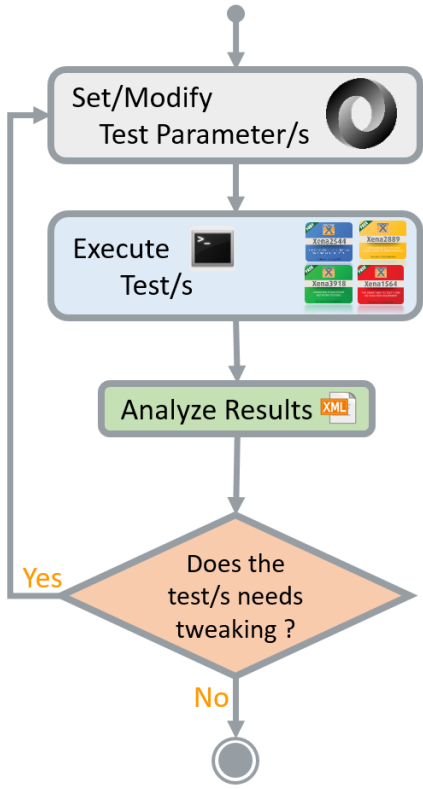 Set/Modify
Test Parameter/s
Execute
Test/s
>_
Xena2544
Xena2889
Xena3918
Xena1564
Analyze Results
XML
Does the
test/s needs
tweaking ?
Yes
No